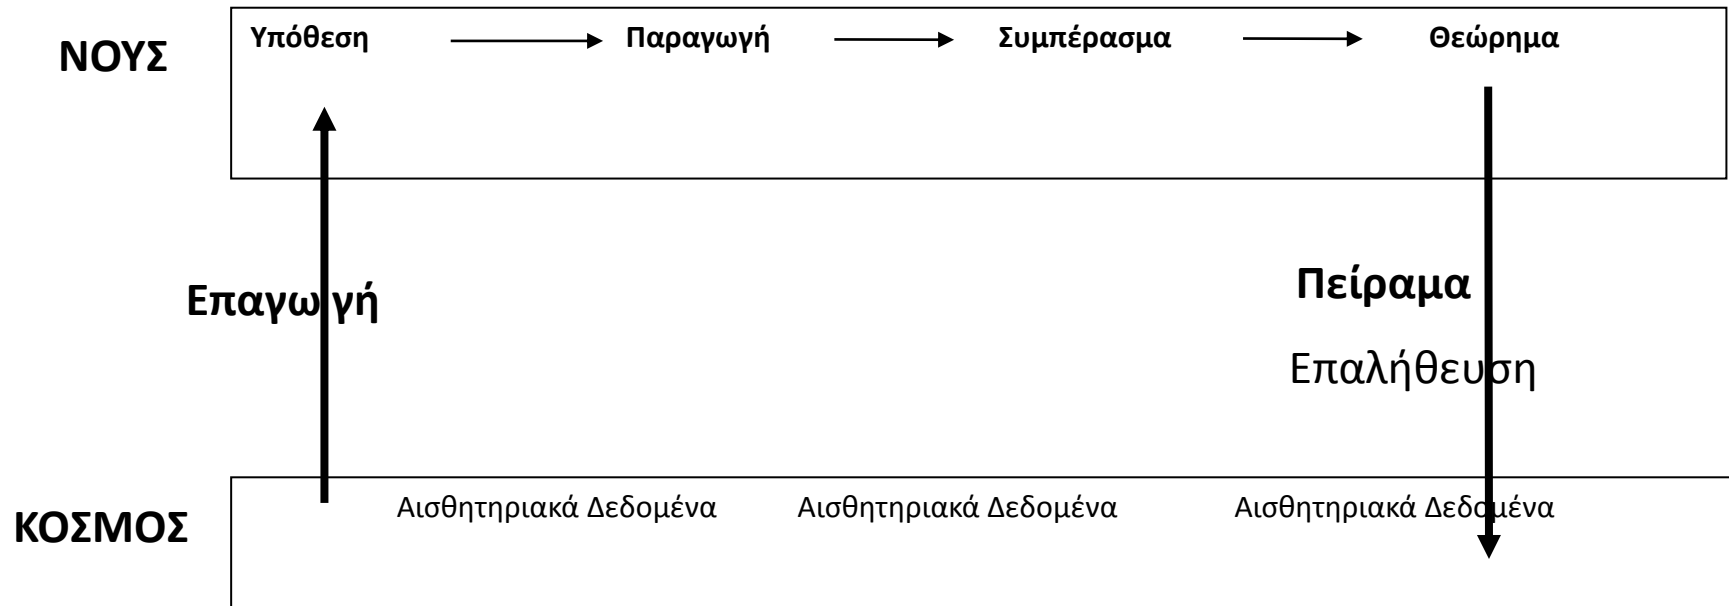 ΝΟΥΣ
Υπόθεση Παραγωγή Συμπέρασμα Θεώρημα
Επαγωγή
Πείραμα
Επαλήθευση
ΚΟΣΜΟΣ
Αισθητηριακά Δεδομένα Αισθητηριακά Δεδομένα Αισθητηριακά Δεδομένα